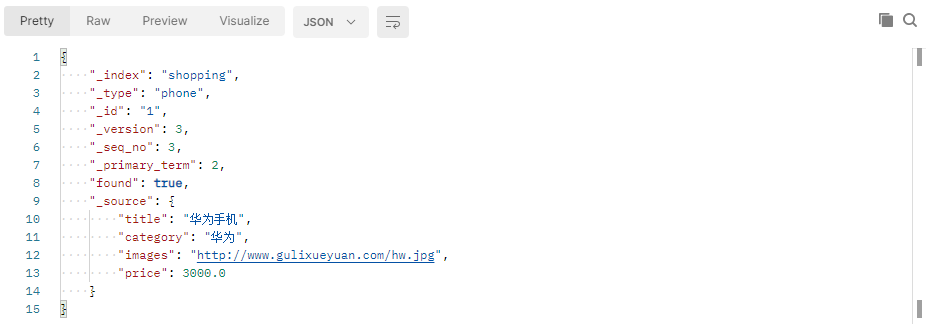 Pretty Raw Preview Visualize JSON
1 {
2 "_index": "shopping",
3 "_type": "phone",
4 "_id": "1",
5 "_version": 3,
6 "_seq_no": 3,
7 "_primary_term": 2,
8 "found": true,
9 "_source": {
10 "title": "华为手机",
11 "category": "华为",
12 "images": "http://www.gulixueyuan.com/hw.jpg",
13 "price": 3000.0
14 }
15 }